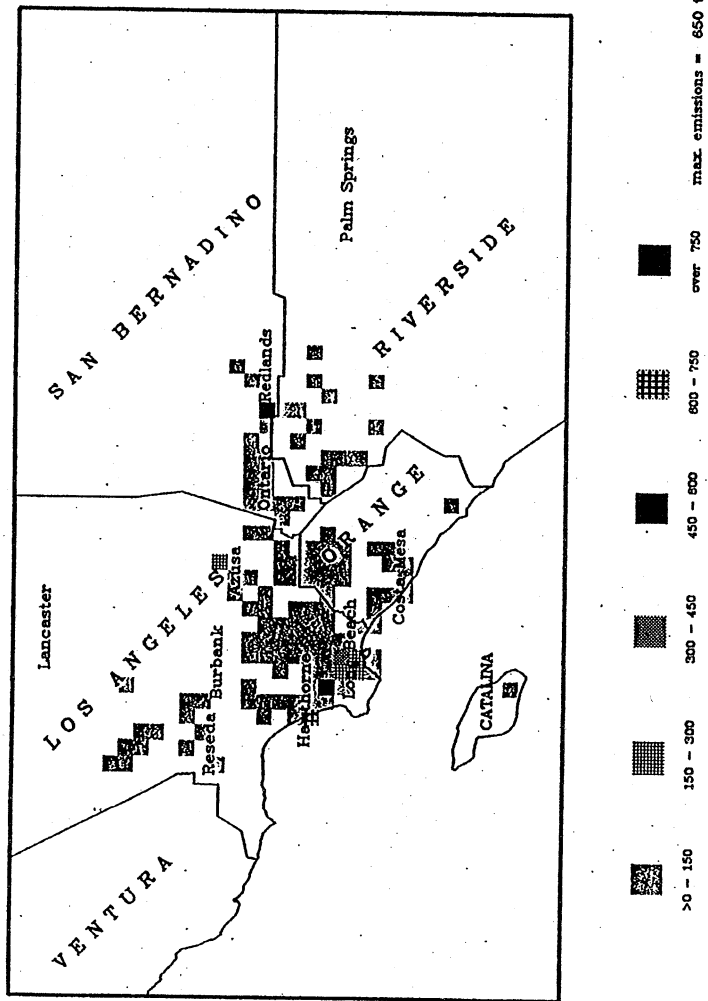 Lancaster
SAN BERNADINO
LOS ANGELES
VENTURA
Burbank
Reseda
Azusa
Ontario
Redlands
Palm Springs
RIVERSIDE
Hawthorne
Long Beach
ORANGE
Costa Mesa
CATALINA
>0 - 150
150 - 300
300 - 450
450 - 600
600 - 750
over 750
max. emissions = 650